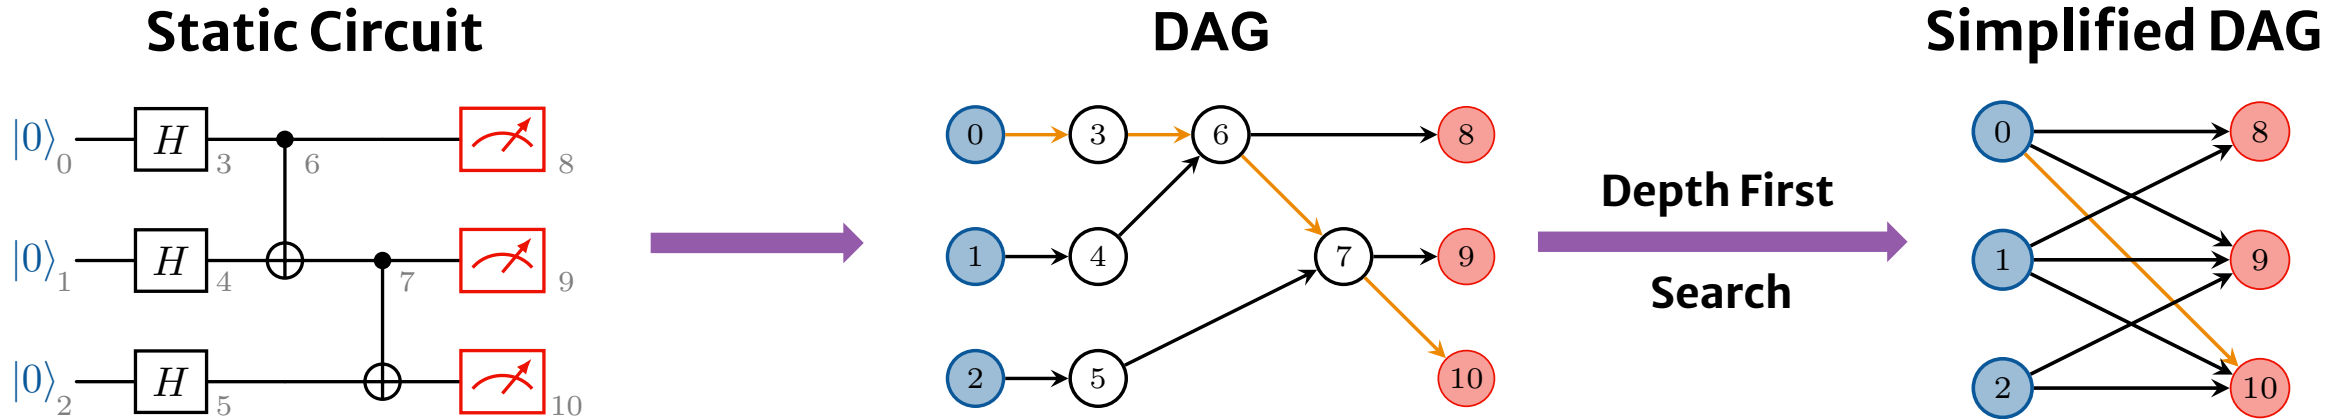 Static Circuit
DAG
Simplified DAG
|0⟩0 H 3 6 8
|0⟩1 H 4 7 9
|0⟩2 H 5 10
0 3 6 8
1 4 7 9
2 5 10
Depth First
Search
0 8
1 9
2 10